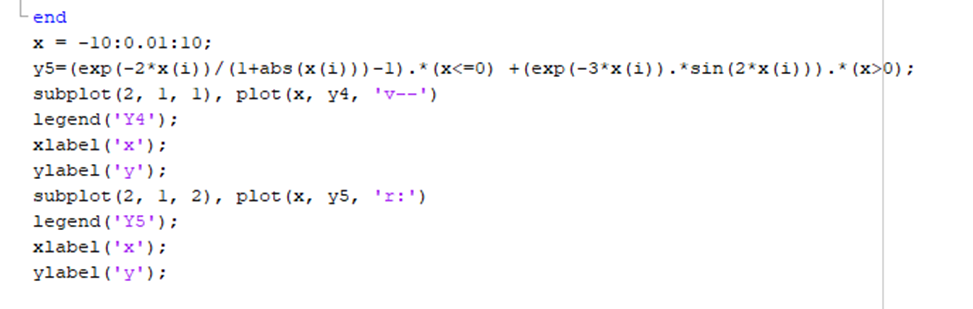 end
x = -10:0.01:10;
y5=(exp(-2*x(i))/(1+abs(x(i)))-1).*(x<=0) +(exp(-3*x(i)).*sin(2*x(i))).*(x>0);
subplot(2, 1, 1), plot(x, y4, 'v--')
legend('Y4');
xlabel('x');
ylabel('y');
subplot(2, 1, 2), plot(x, y5, 'r:')
legend('Y5');
xlabel('x');
ylabel('y');